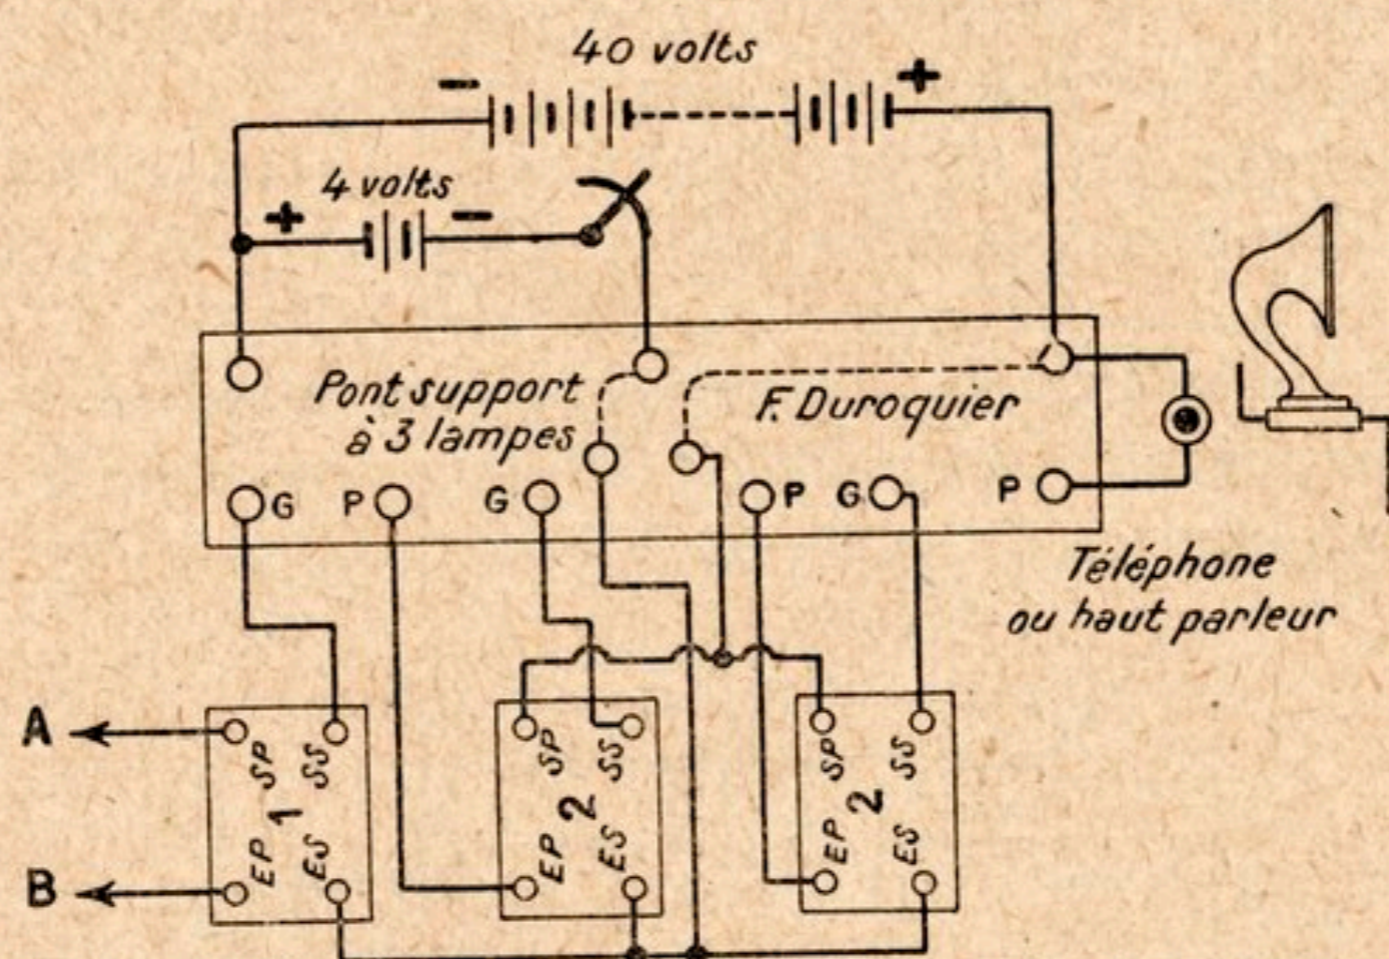 40 volts
- +
4 volts
+ -
Pont support
à 3 lampes
F. Duroquier
G P G P G P
Téléphone
ou haut parleur
A
SP SS
1
EP ES
B
SP SS
2
EP ES
SP SS
2
EP ES